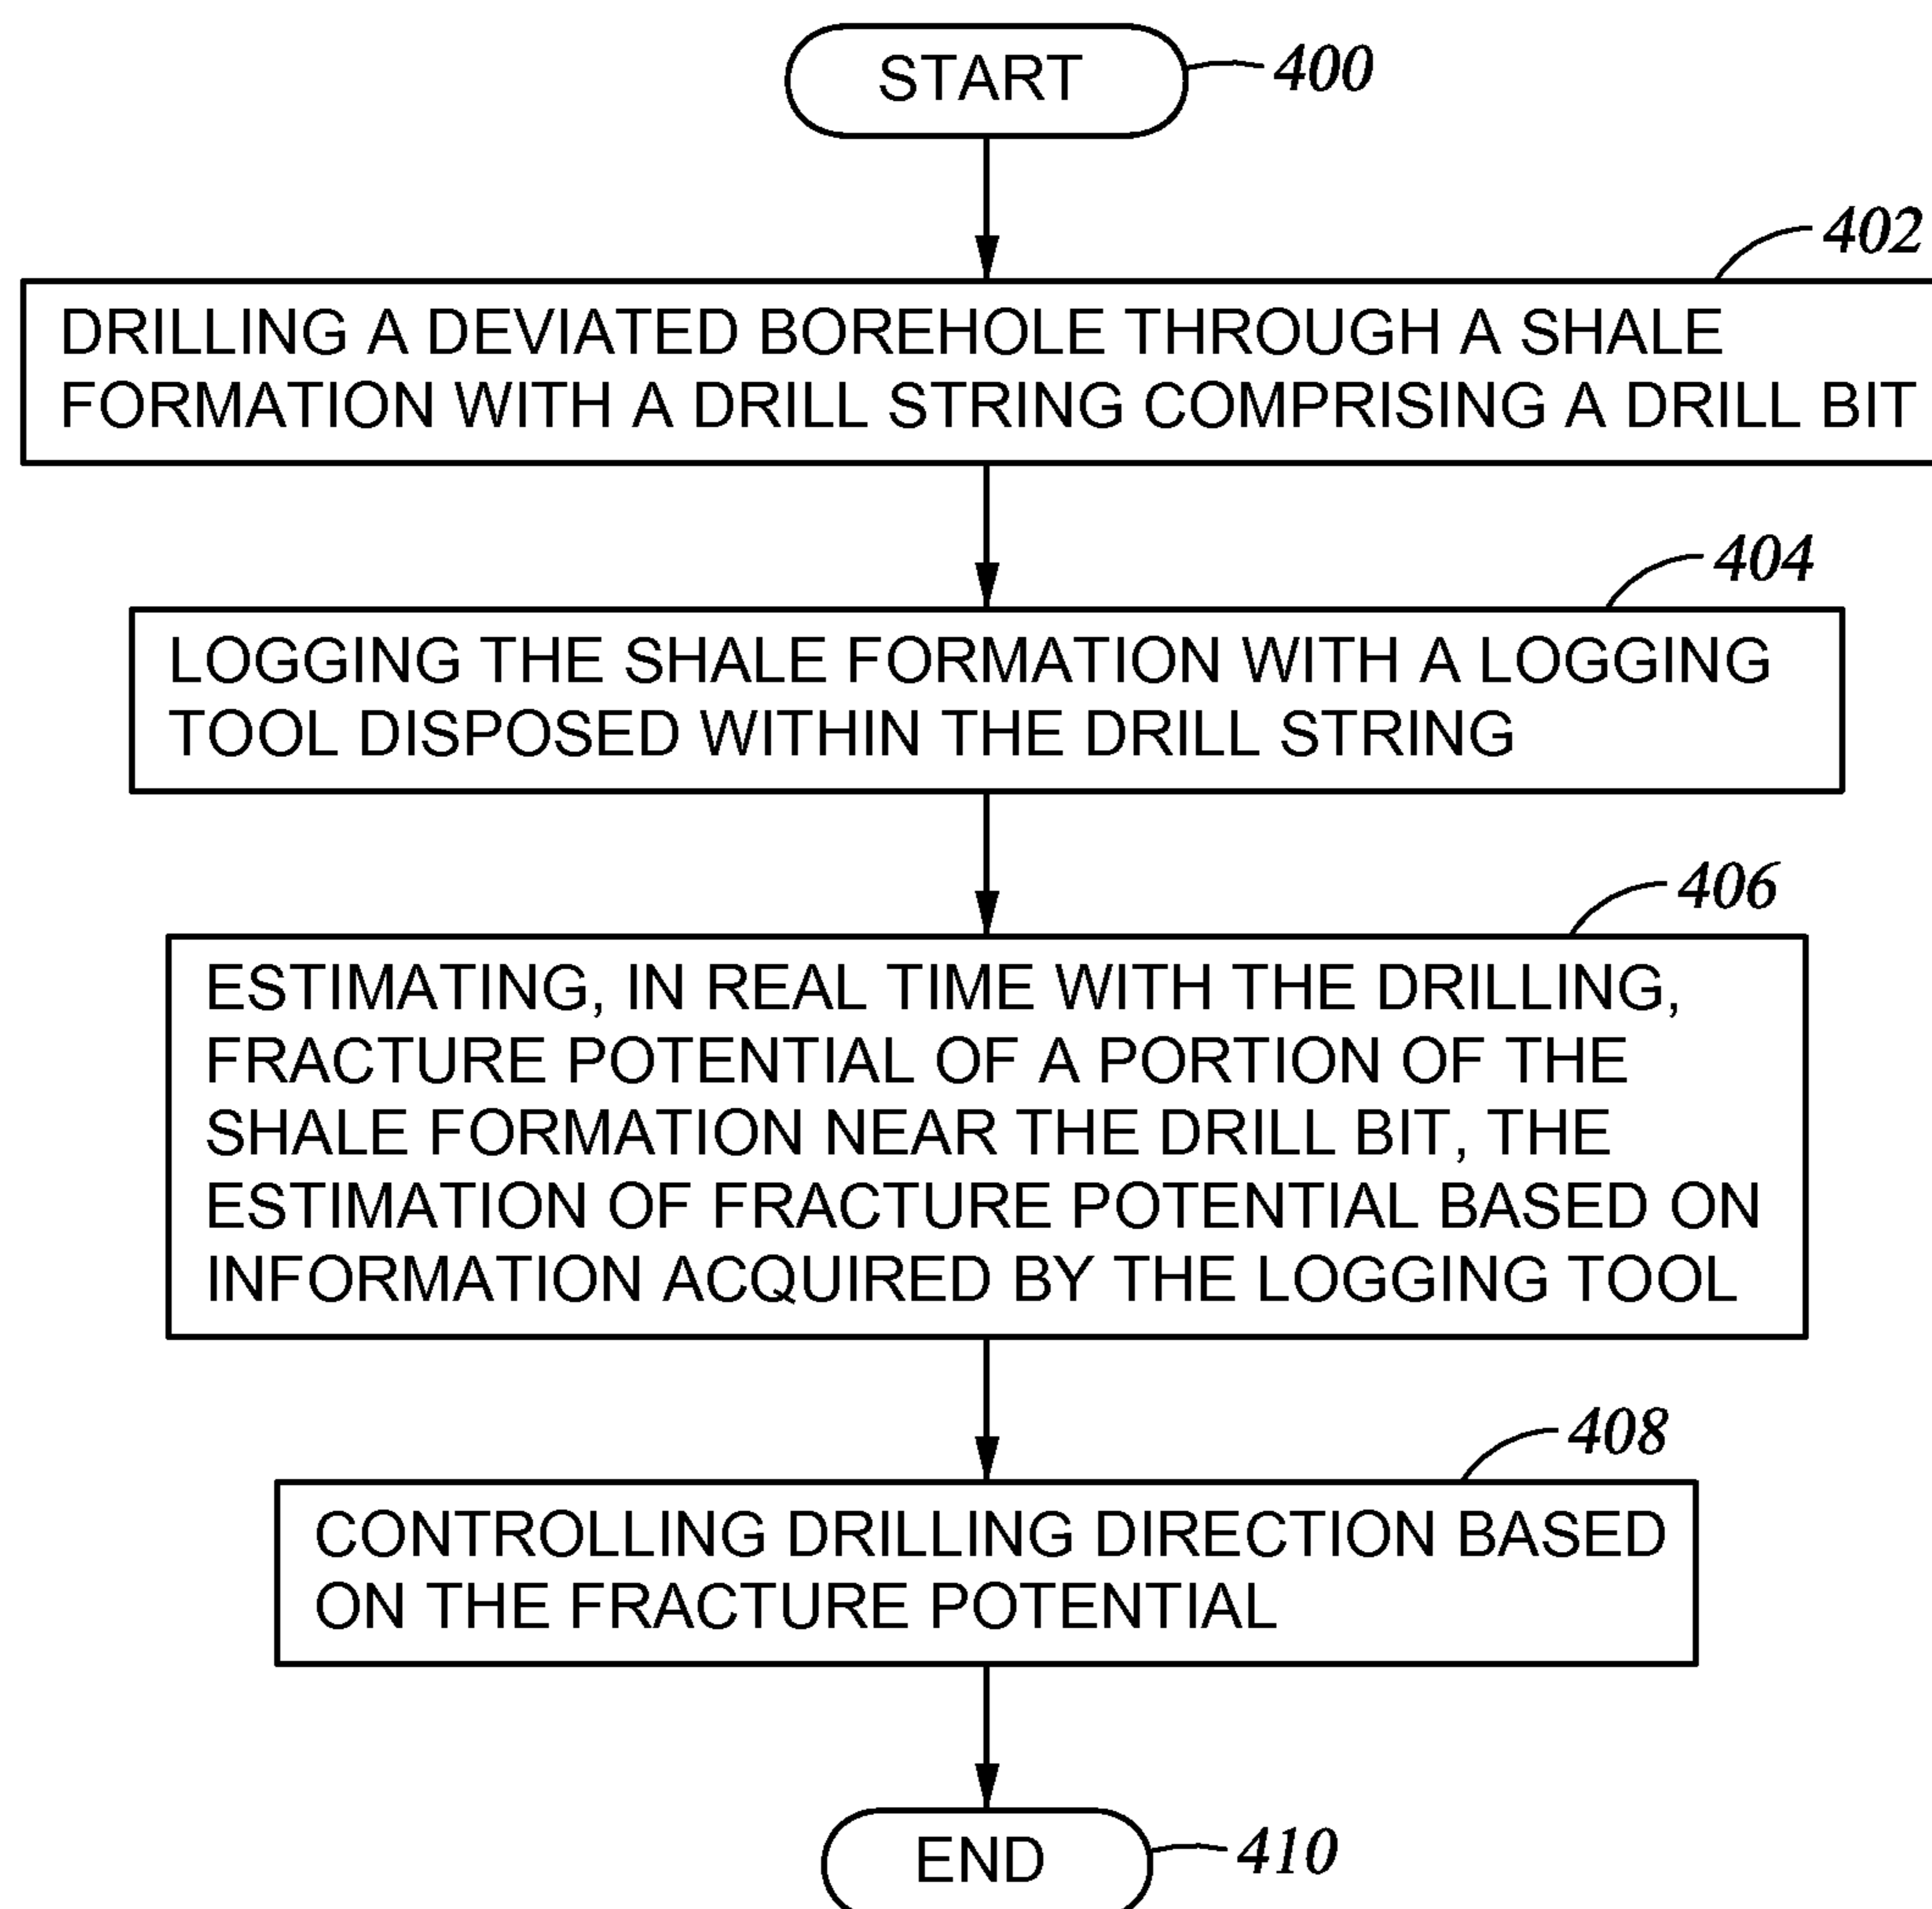 START
400
402
DRILLING A DEVIATED BOREHOLE THROUGH A SHALE
FORMATION WITH A DRILL STRING COMPRISING A DRILL BIT
404
LOGGING THE SHALE FORMATION WITH A LOGGING
TOOL DISPOSED WITHIN THE DRILL STRING
406
ESTIMATING, IN REAL TIME WITH THE DRILLING,
FRACTURE POTENTIAL OF A PORTION OF THE
SHALE FORMATION NEAR THE DRILL BIT, THE
ESTIMATION OF FRACTURE POTENTIAL BASED ON
INFORMATION ACQUIRED BY THE LOGGING TOOL
408
CONTROLLING DRILLING DIRECTION BASED
ON THE FRACTURE POTENTIAL
END
410